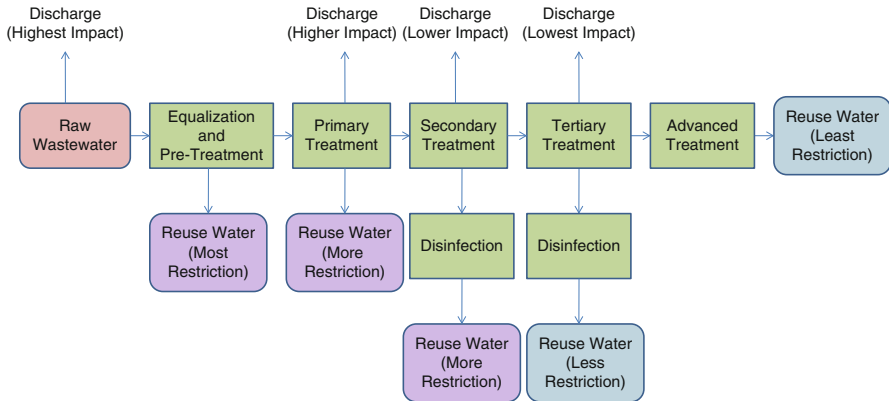 Discharge
(Highest Impact)
Discharge
(Higher Impact)
Discharge
(Lower Impact)
Discharge
(Lowest Impact)
Raw
Wastewater
Equalization
and
Pre-Treatment
Primary
Treatment
Secondary
Treatment
Tertiary
Treatment
Advanced
Treatment
Reuse Water
(Least
Restriction)
Reuse Water
(Most
Restriction)
Reuse Water
(More
Restriction)
Disinfection
Disinfection
Reuse Water
(More
Restriction)
Reuse Water
(Less
Restriction)